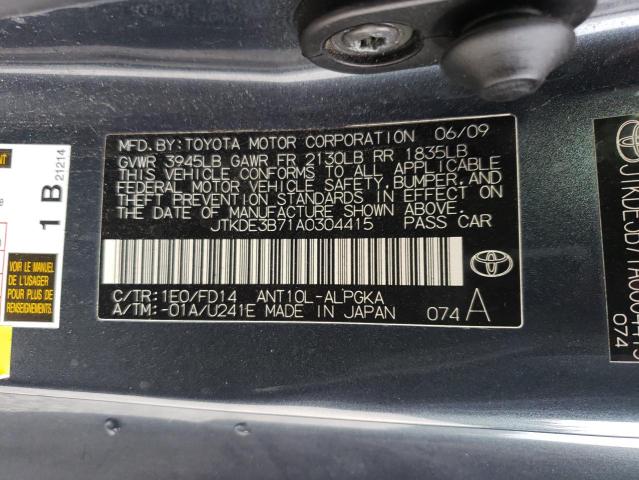 MFD. BY: TOYOTA MOTOR CORPORATION 06/09
GVWR 3945LB GAWR FR 2130LB RR 1835LB
THIS VEHICLE CONFORMS TO ALL APPLICABLE
FEDERAL MOTOR VEHICLE SAFETY, BUMPER, AND
THEFT PREVENTION STANDARDS IN EFFECT ON
THE DATE OF MANUFACTURE SHOWN ABOVE.
JTKDE3B71A0304415 PASS CAR
C/TR: 1E0/FD14 ANT10L-ALPGKA
A/TM: -01A/U241E MADE IN JAPAN 074 A
1 B
21214
VOIR LE MANUEL
DE L'USAGER
POUR PLUS DE
RENSEIGNEMENTS
JTKDE3B71A0304415
074